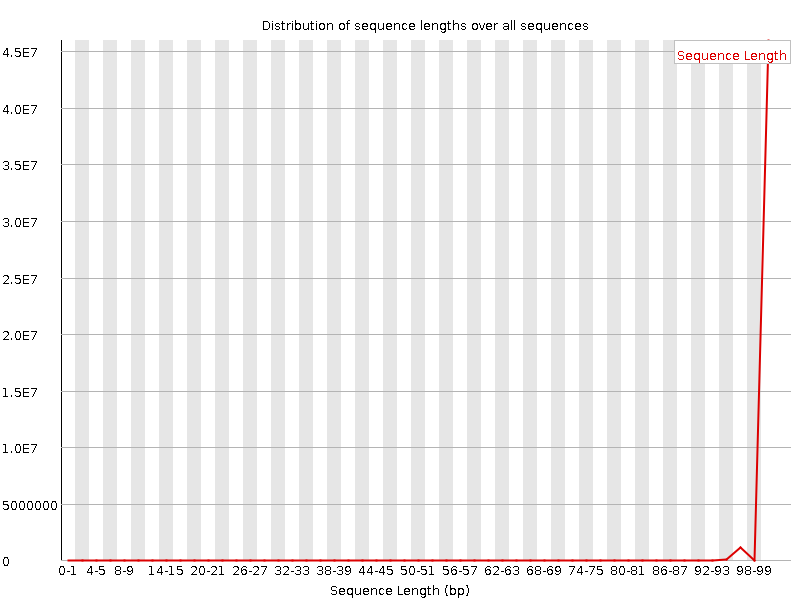 Distribution of sequence lengths over all sequences
Sequence Length
4.5E7
4.0E7
3.5E7
3.0E7
2.5E7
2.0E7
1.5E7
1.0E7
5000000
0
0-1 4-5 8-9 14-15 20-21 26-27 32-33 38-39 44-45 50-51 56-57 62-63 68-69 74-75 80-81 86-87 92-93 98-99
Sequence Length (bp)